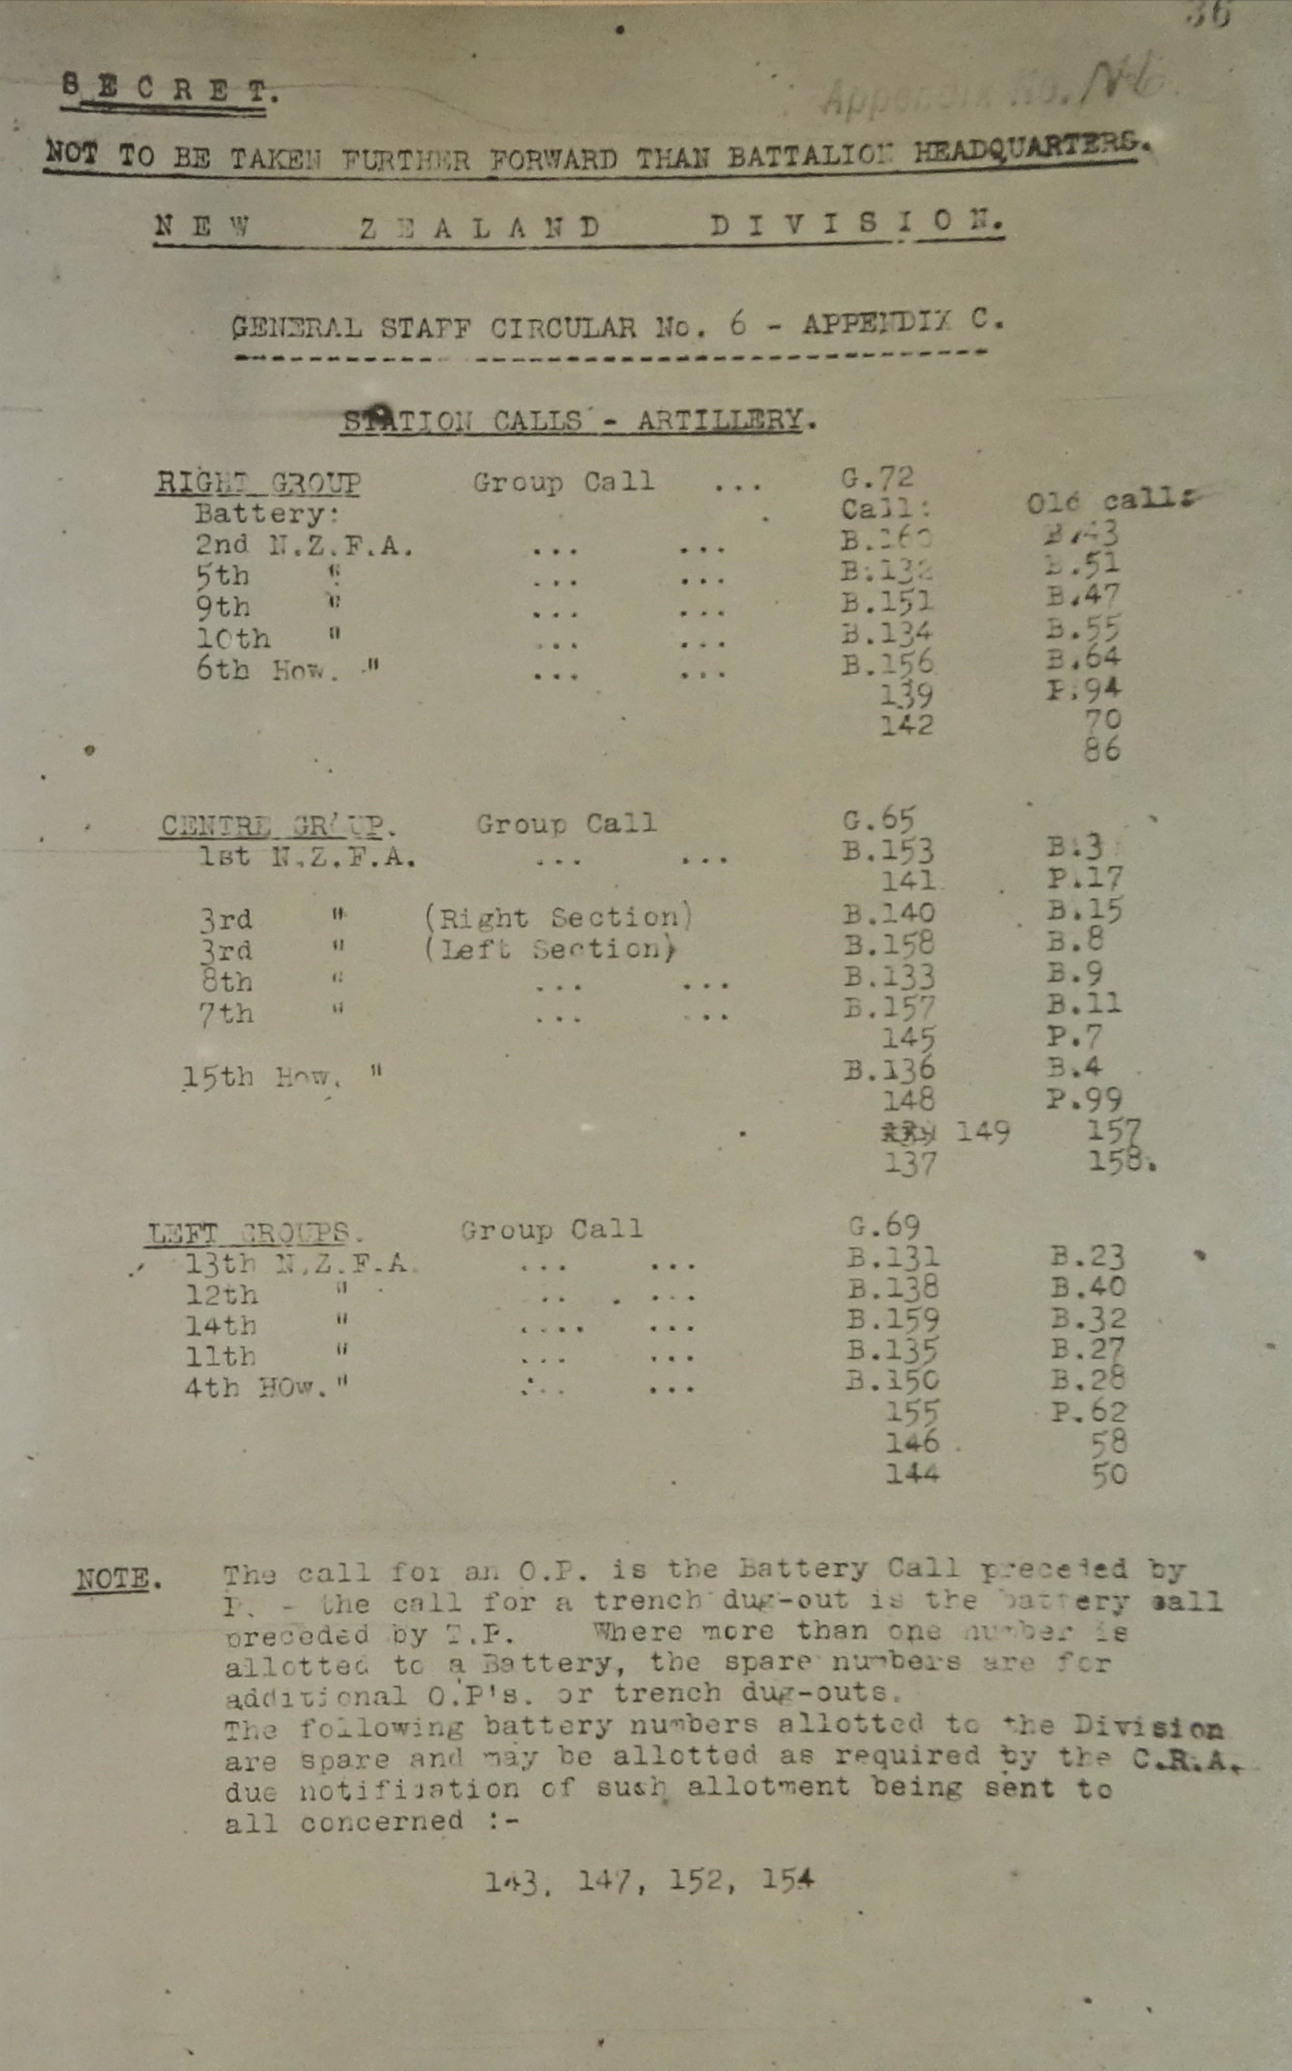 36
SECRET.
Appendix No.
NOT TO BE TAKEN FURTHER FORWARD THAN BATTALION HEADQUARTERS.
NEW ZEALAND DIVISION.
GENERAL STAFF CIRCULAR No. 6 - APPENDIX C.
STATION CALLS - ARTILLERY.
RIGHT GROUP Group Call ... G.72
Battery: Call: Old calls
2nd N.Z.F.A. ... ... B.160 B.43
5th " ... ... B.132 B.51
9th " ... ... B.151 B.47
10th " ... ... B.134 B.55
6th How. " ... ... B.156 B.64
139 P.94
142 70
86
CENTRE GROUP. Group Call G.65
1st N.Z.F.A. ... ... B.153 B.3
141 P.17
3rd " (Right Section) B.140 B.15
3rd " (Left Section) B.158 B.8
8th " ... ... B.133 B.9
7th " ... ... B.157 B.11
145 P.7
15th How. " B.136 B.4
148 P.99
149 157
137 158.
LEFT GROUPS. Group Call G.69
13th N.Z.F.A. ... ... B.131 B.23
12th " ... ... B.138 B.40
14th " .... ... B.159 B.32
11th " ... ... B.135 B.27
4th HOw. " ... ... B.150 B.28
155 P.62
146 58
144 50
NOTE. The call for an O.P. is the Battery Call preceded by
P. - the call for a trench dug-out is the battery call
preceded by T.P. Where more than one number is
allotted to a Battery, the spare numbers are for
additional O.P's. or trench dug-outs.
The following battery numbers allotted to the Division
are spare and may be allotted as required by the C.R.A.
due notification of such allotment being sent to
all concerned :-
143, 147, 152, 154